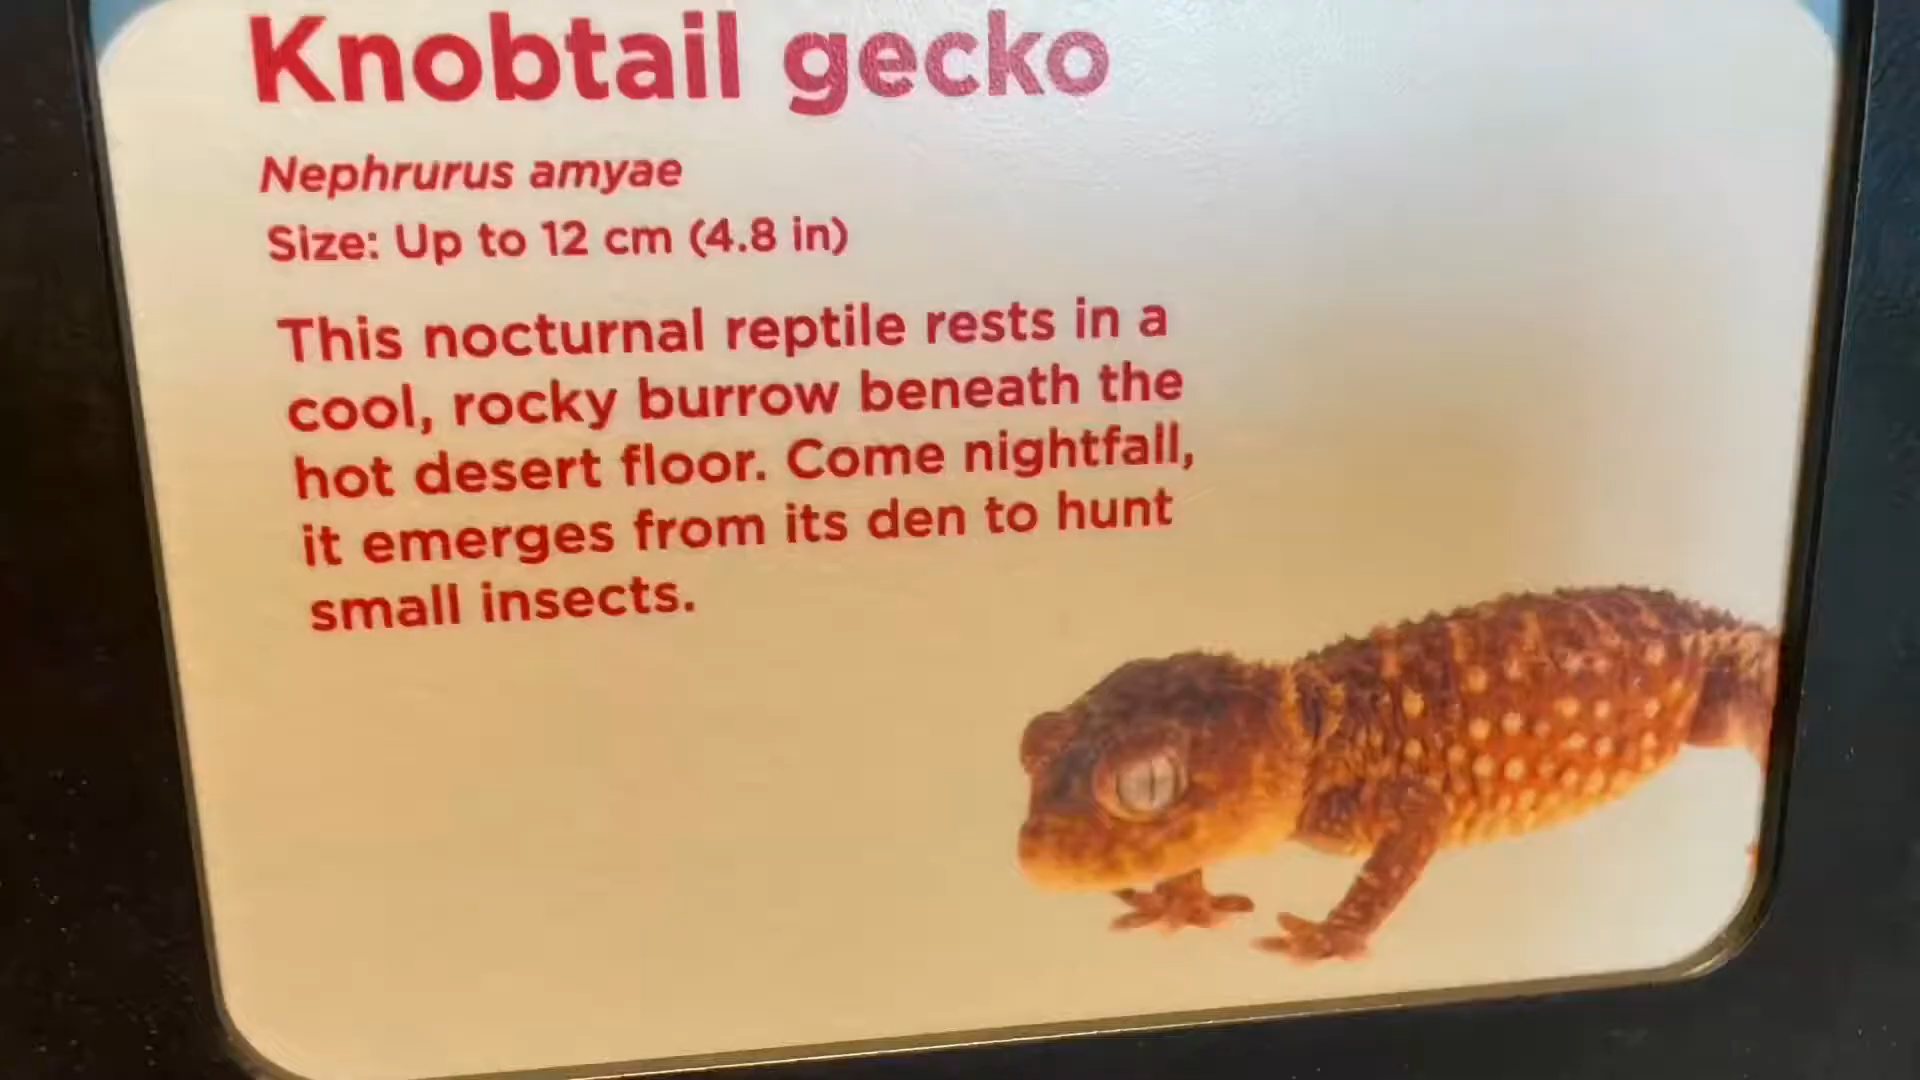 Knobtail gecko
Nephrurus amyae
Size: Up to 12 cm (4.8 in)
This nocturnal reptile rests in a
cool, rocky burrow beneath the
hot desert floor. Come nightfall,
it emerges from its den to hunt
small insects.